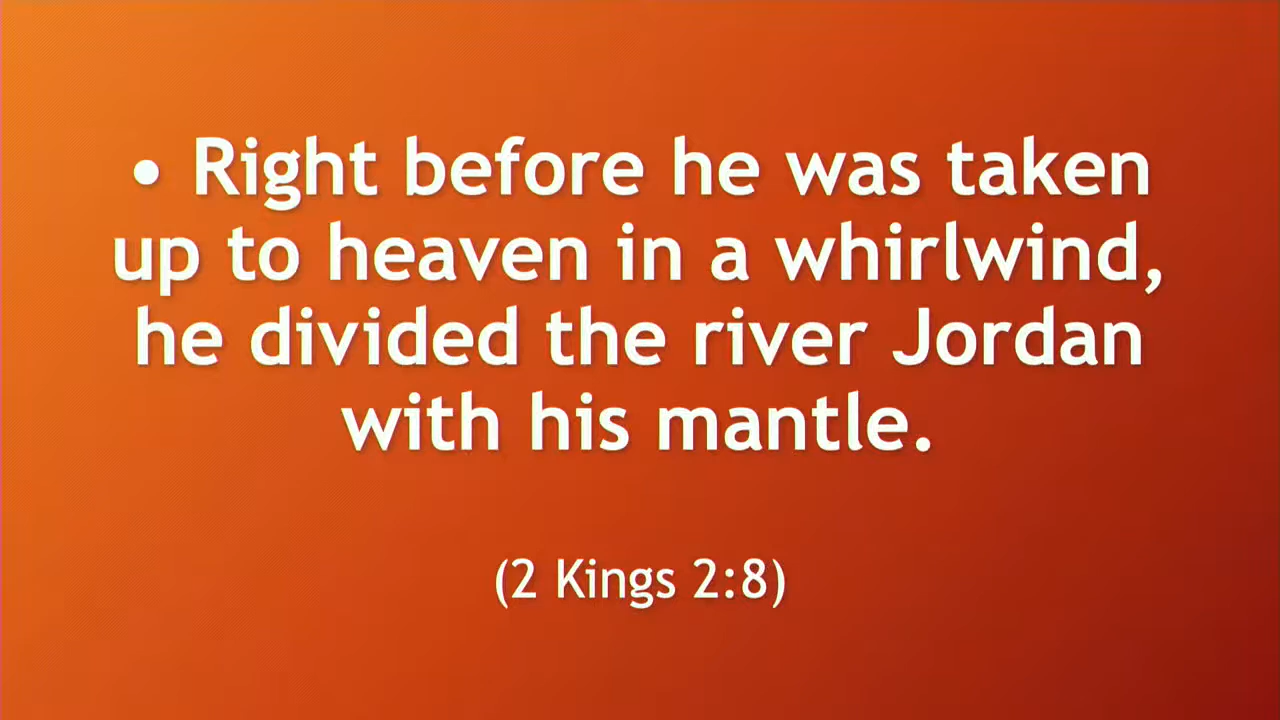 • Right before he was taken
up to heaven in a whirlwind,
he divided the river Jordan
with his mantle.
(2 Kings 2:8)